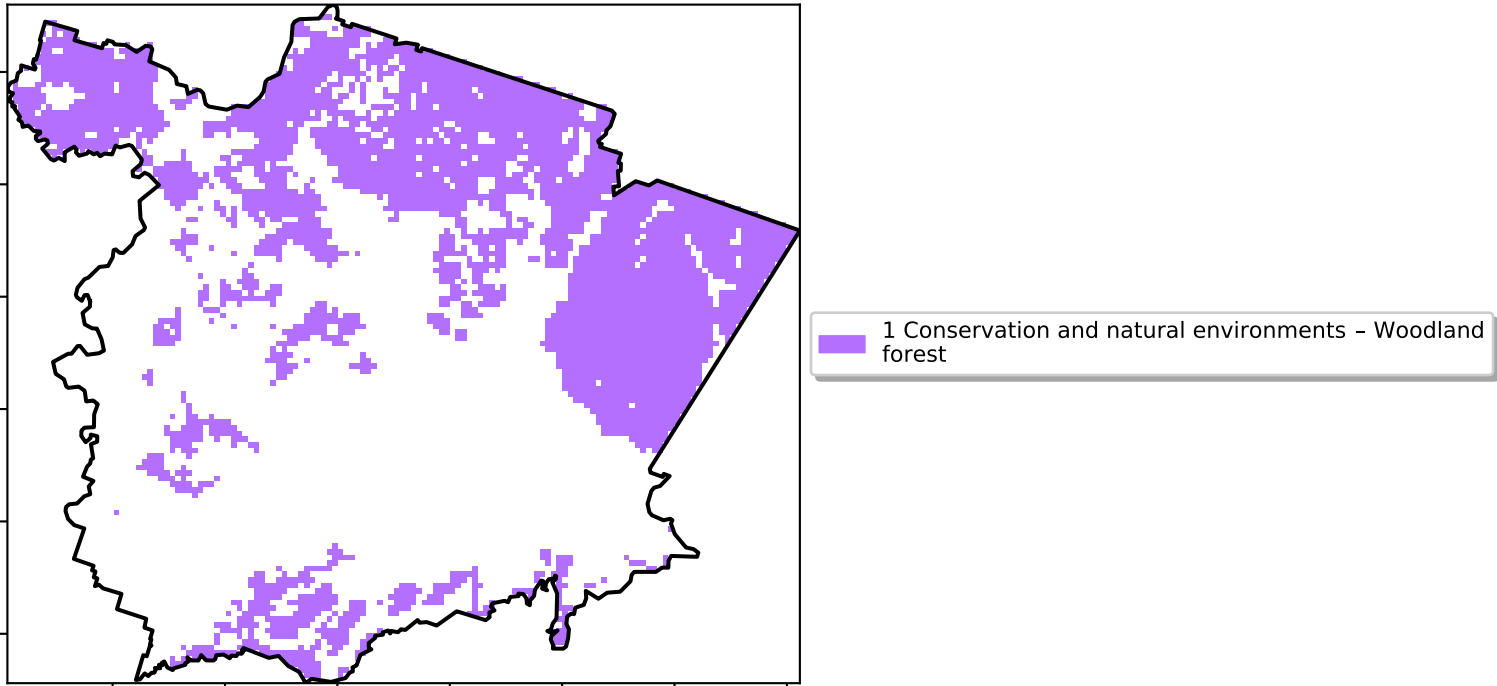 1 Conservation and natural environments – Woodland
forest